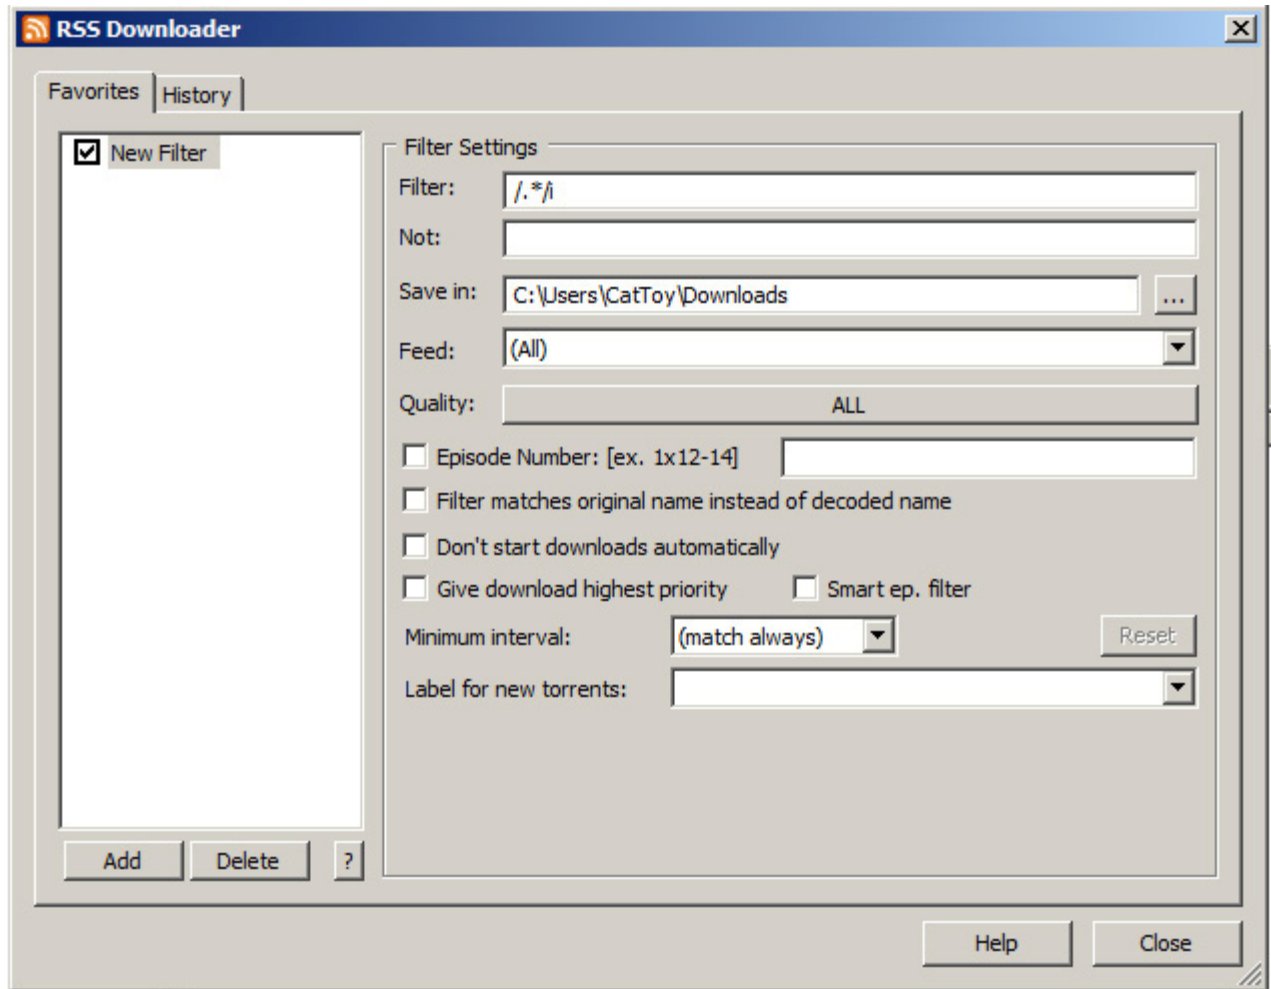 RSS Downloader
Favorites
History
New Filter
Filter Settings
Filter: /.*/i
Not:
Save in: C:\Users\CatToy\Downloads ...
Feed: (All)
Quality: ALL
Episode Number: [ex. 1x12-14]
Filter matches original name instead of decoded name
Don't start downloads automatically
Give download highest priority Smart ep. filter
Minimum interval: (match always) Reset
Label for new torrents:
Add Delete ?
Help Close